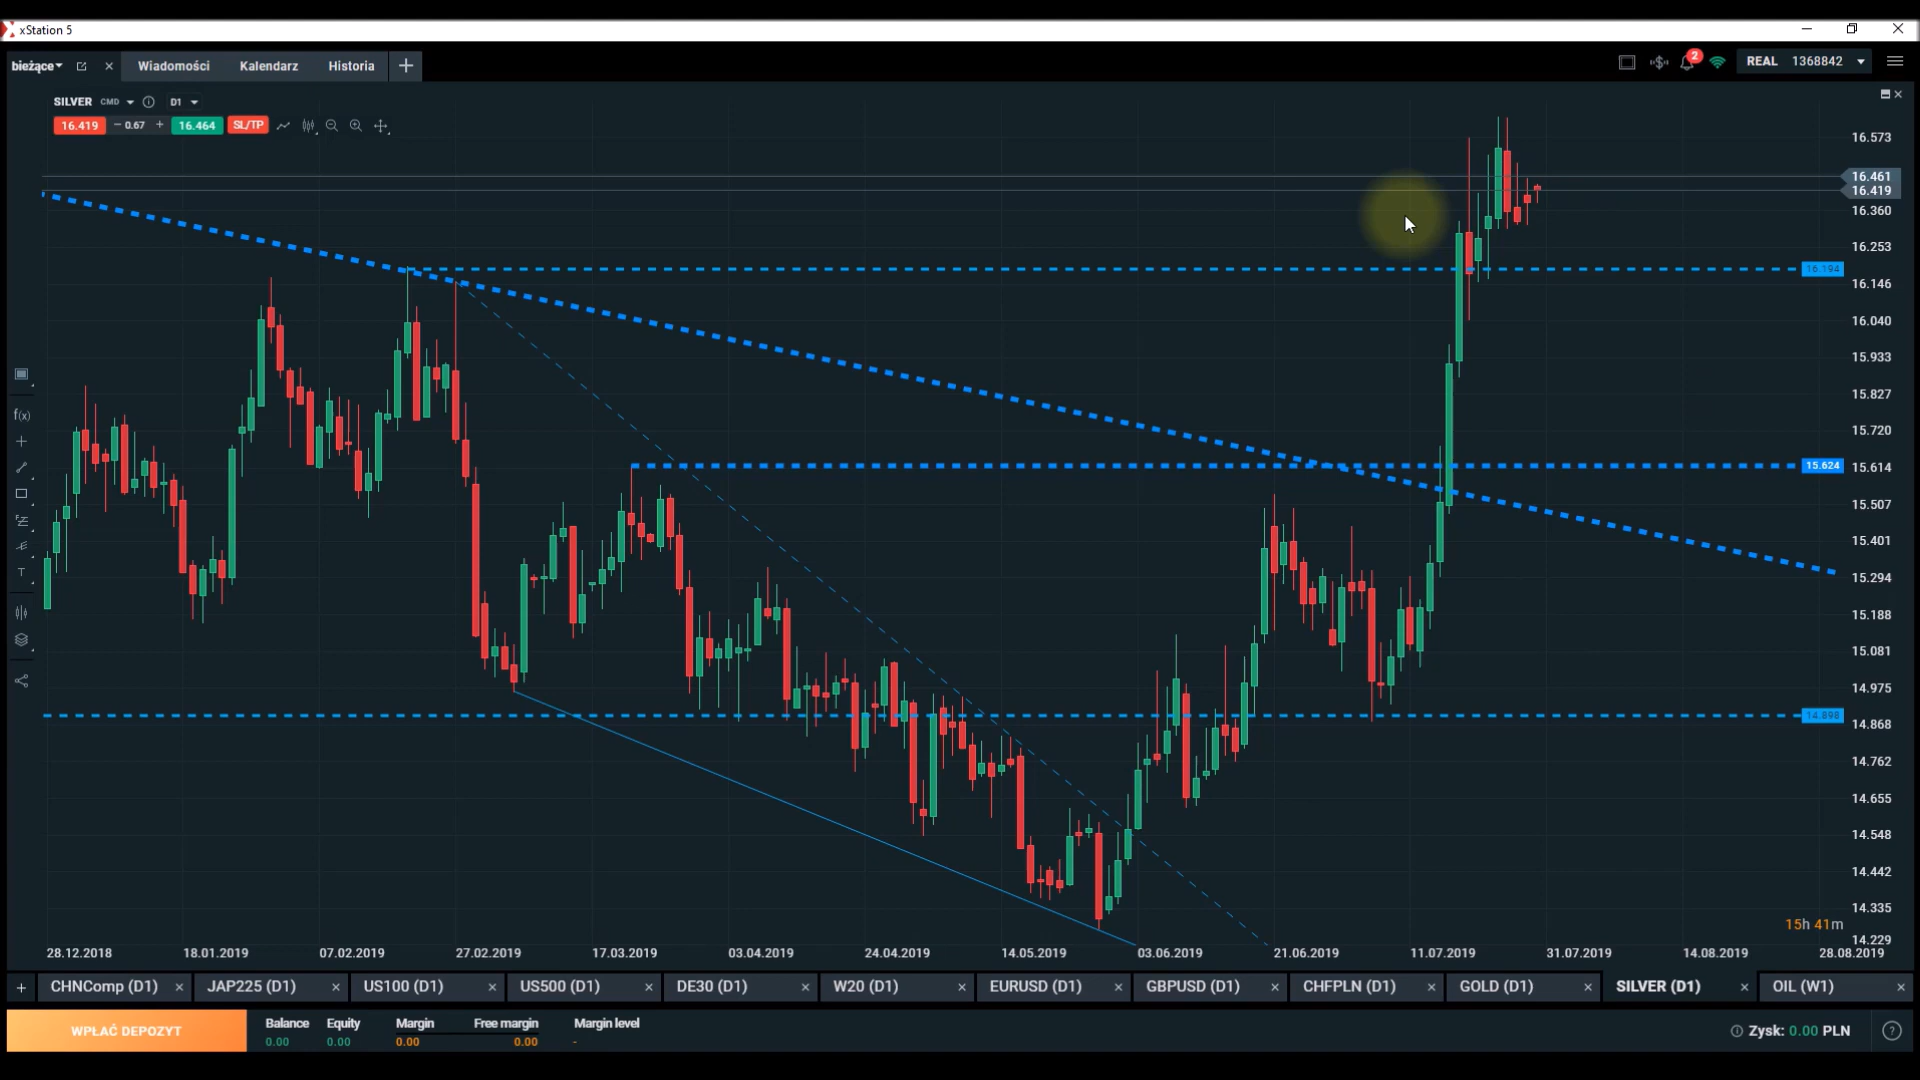 xStation 5
bieżące Wiadomości Kalendarz Historia
2 REAL 1368842
SILVER CMD D1
16.419 0.67 16.464 SL/TP
16.573
16.461
16.419
16.360
16.253
16.194
16.146
16.040
15.933
15.827
15.720
15.624
15.614
15.507
15.401
15.294
15.188
15.081
14.975
14.898
14.868
14.762
14.655
14.548
14.442
14.335
15h 41m
14.229
f(x)
T
28.12.2018 18.01.2019 07.02.2019 27.02.2019 17.03.2019 03.04.2019 24.04.2019 14.05.2019 03.06.2019 21.06.2019 11.07.2019 31.07.2019 14.08.2019 28.08.2019
CHNComp (D1) JAP225 (D1) US100 (D1) US500 (D1) DE30 (D1) W20 (D1) EURUSD (D1) GBPUSD (D1) CHFPLN (D1) GOLD (D1) SILVER (D1) OIL (W1)
WPŁAĆ DEPOZYT
Balance Equity Margin Free margin Margin level
0.00 0.00 0.00 0.00 -
Zysk: 0.00 PLN